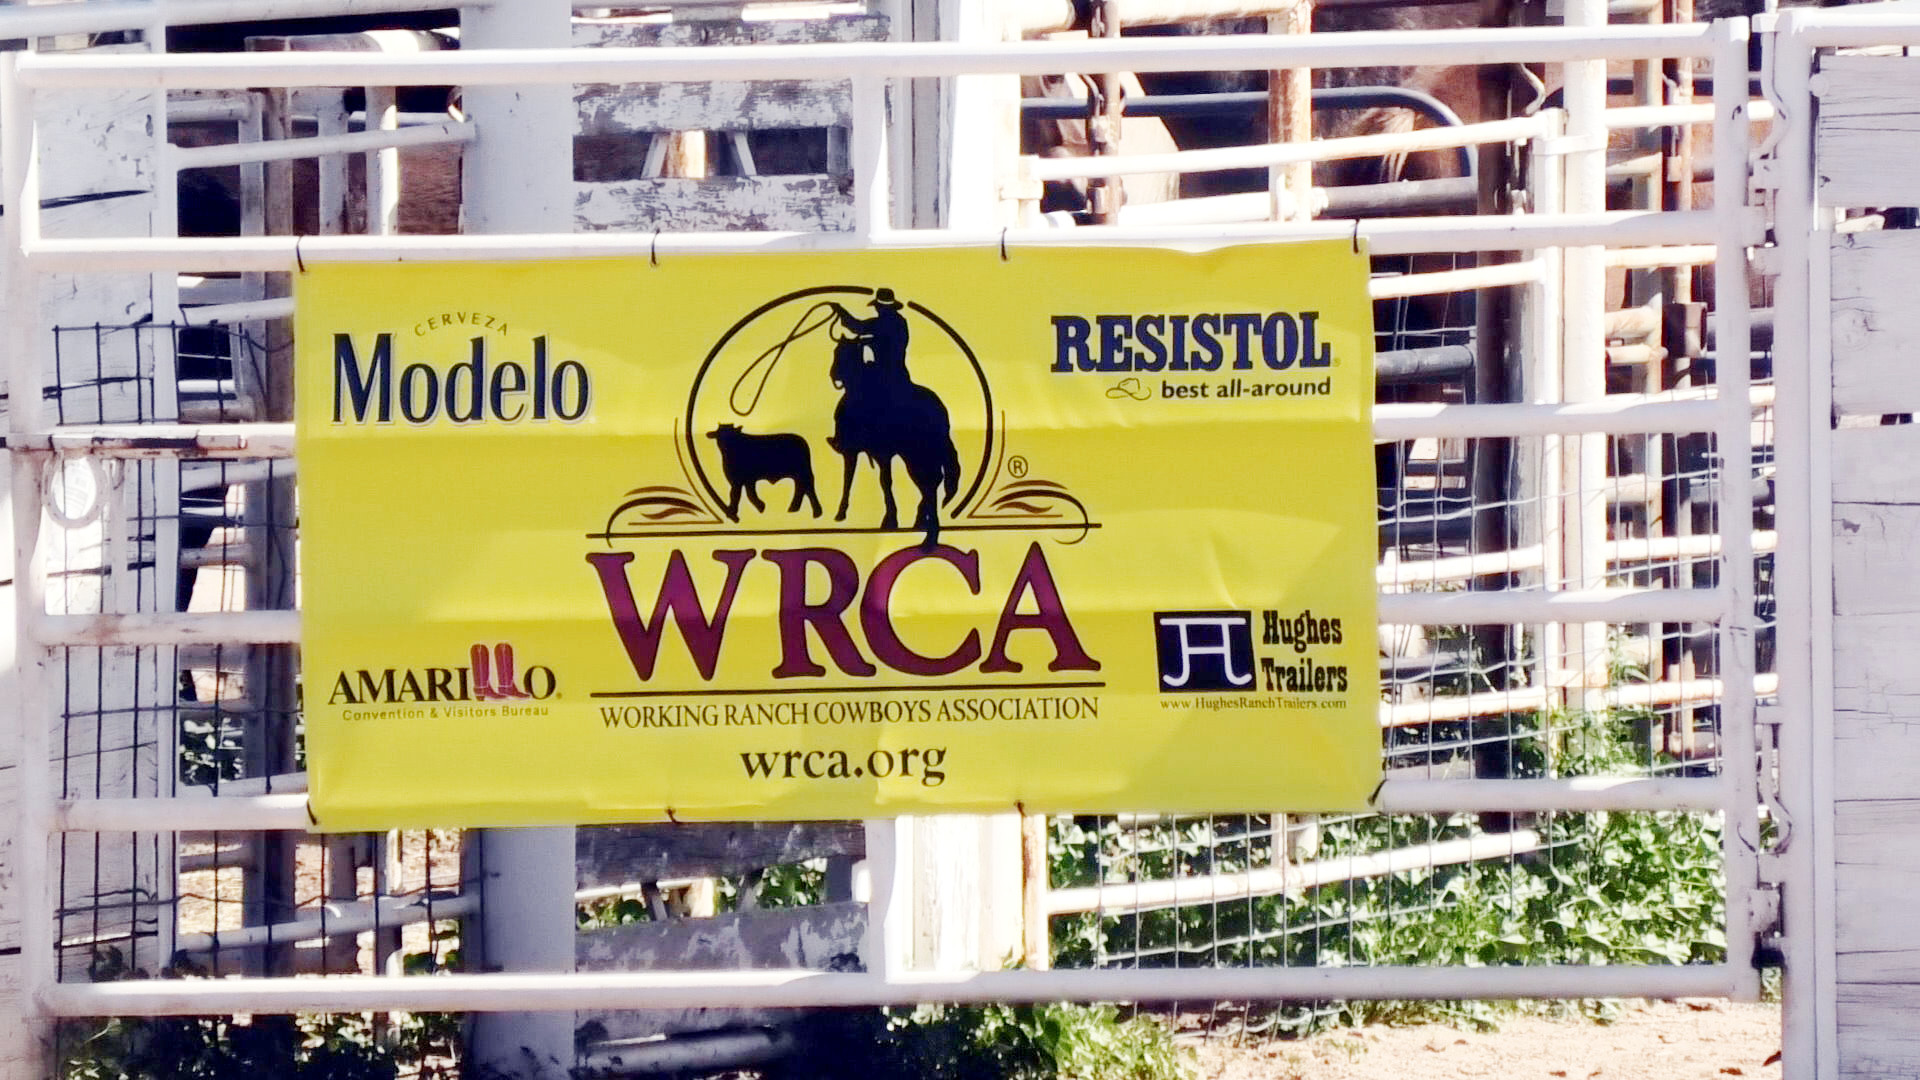 CERVEZA
Modelo
RESISTOL
best all-around
®
WRCA
WORKING RANCH COWBOYS ASSOCIATION
wrca.org
AMARILLO
Convention & Visitors Bureau
Hughes
Trailers
www.HughesRanchTrailers.com